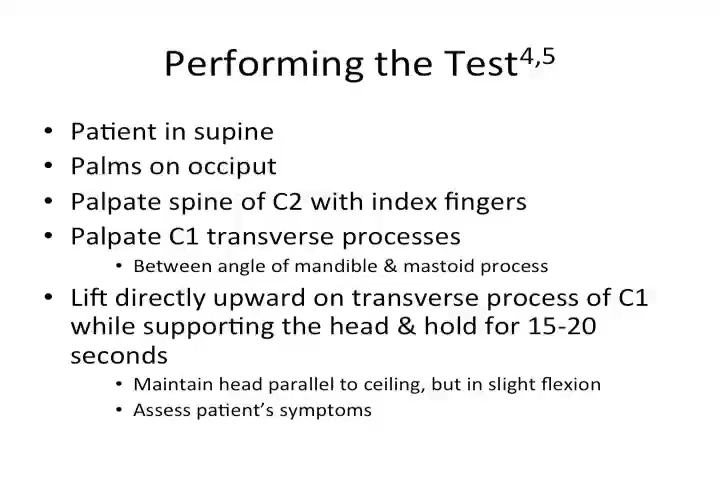 Performing the Test4,5
• Patient in supine
• Palms on occiput
• Palpate spine of C2 with index fingers
• Palpate C1 transverse processes
• Between angle of mandible & mastoid process
• Lift directly upward on transverse process of C1
while supporting the head & hold for 15-20
seconds
• Maintain head parallel to ceiling, but in slight flexion
• Assess patient's symptoms